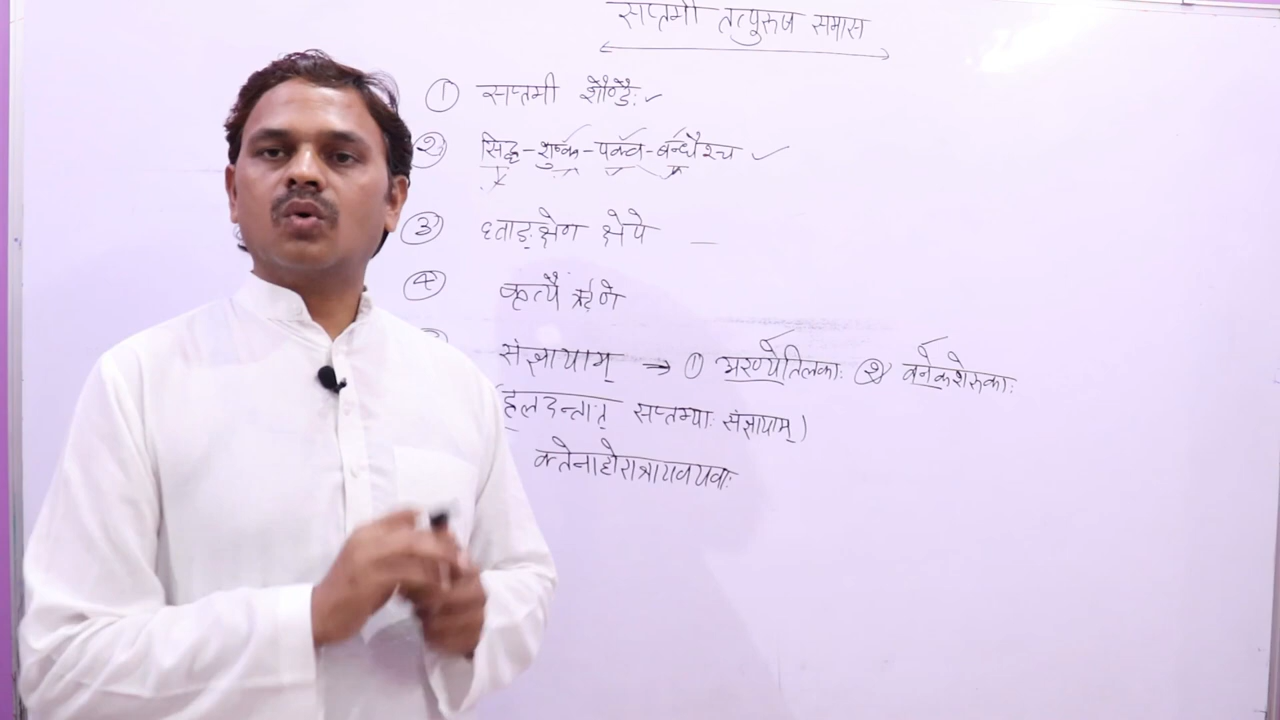 सप्तमी तत्पुरुष समास
① सप्तमी शौण्डैः ✓
② सिद्ध-शुष्क-पक्व-बन्धैश्च ✓
③ ध्वाङ्क्षेण क्षेपे —
④ कृत्यै ऋणे
संज्ञायाम् → ① अरण्येतिलकाः ② वनेकशेरुकाः
हलदन्तात् सप्तम्याः संज्ञायाम्)
क्तेनाहोरात्रावयवाः